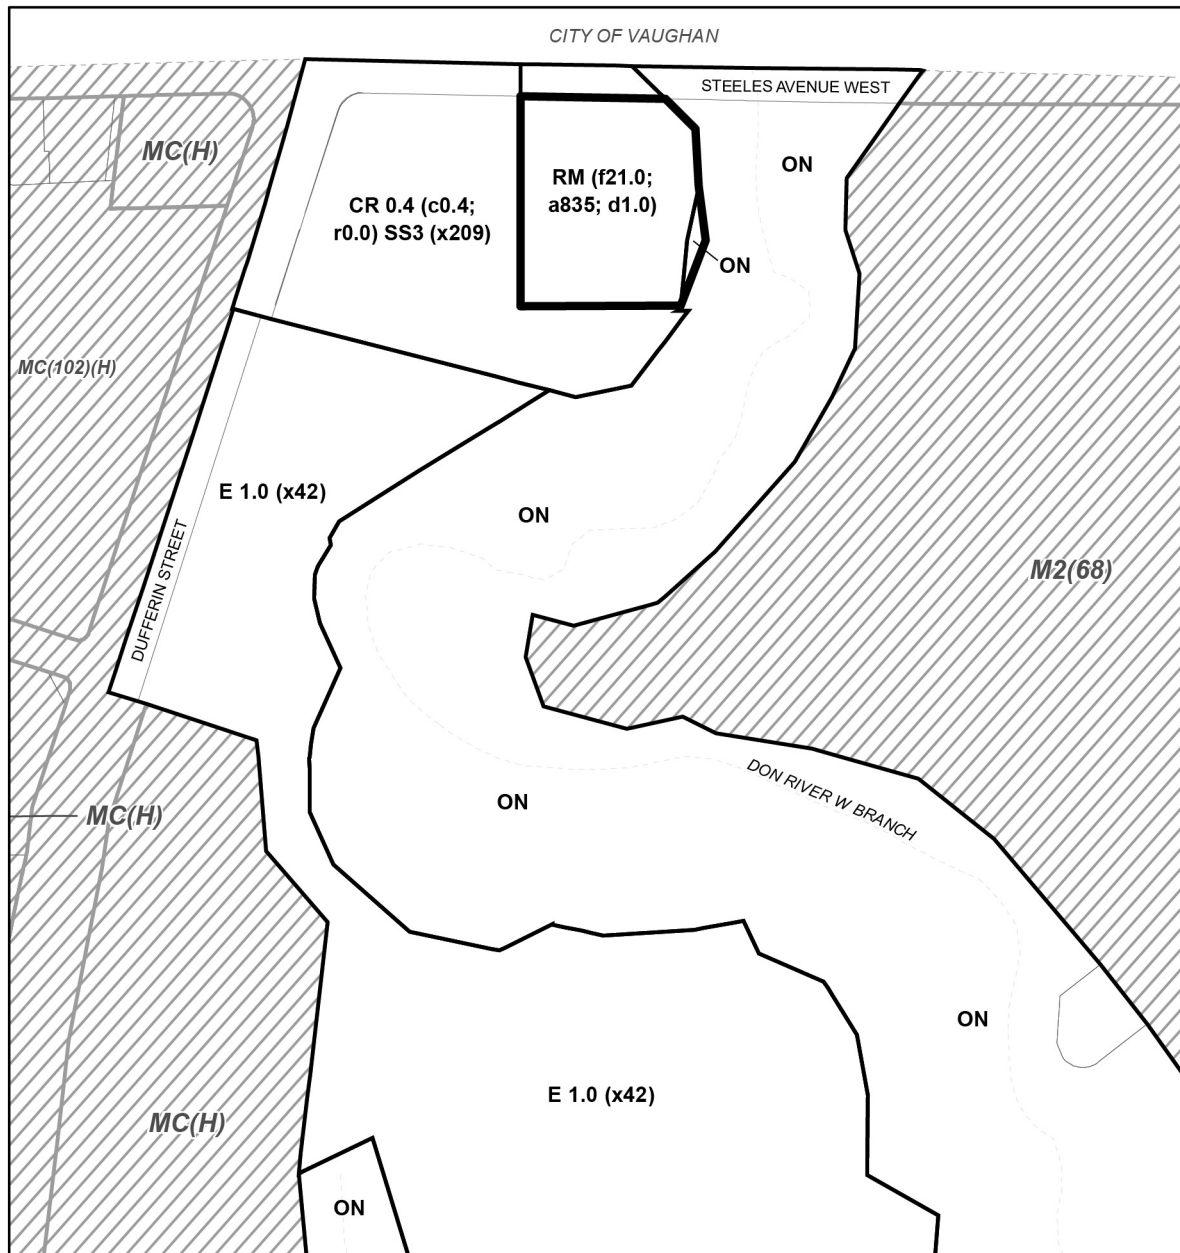 CITY OF VAUGHAN
STEELES AVENUE WEST
MC(H)
ON
RM (f21.0;
a835; d1.0)
CR 0.4 (c0.4;
r0.0) SS3 (x209)
ON
MC(102)(H)
E 1.0 (x42)
ON
DUFFERIN STREET
M2(68)
ON
DON RIVER W BRANCH
MC(H)
ON
E 1.0 (x42)
MC(H)
ON